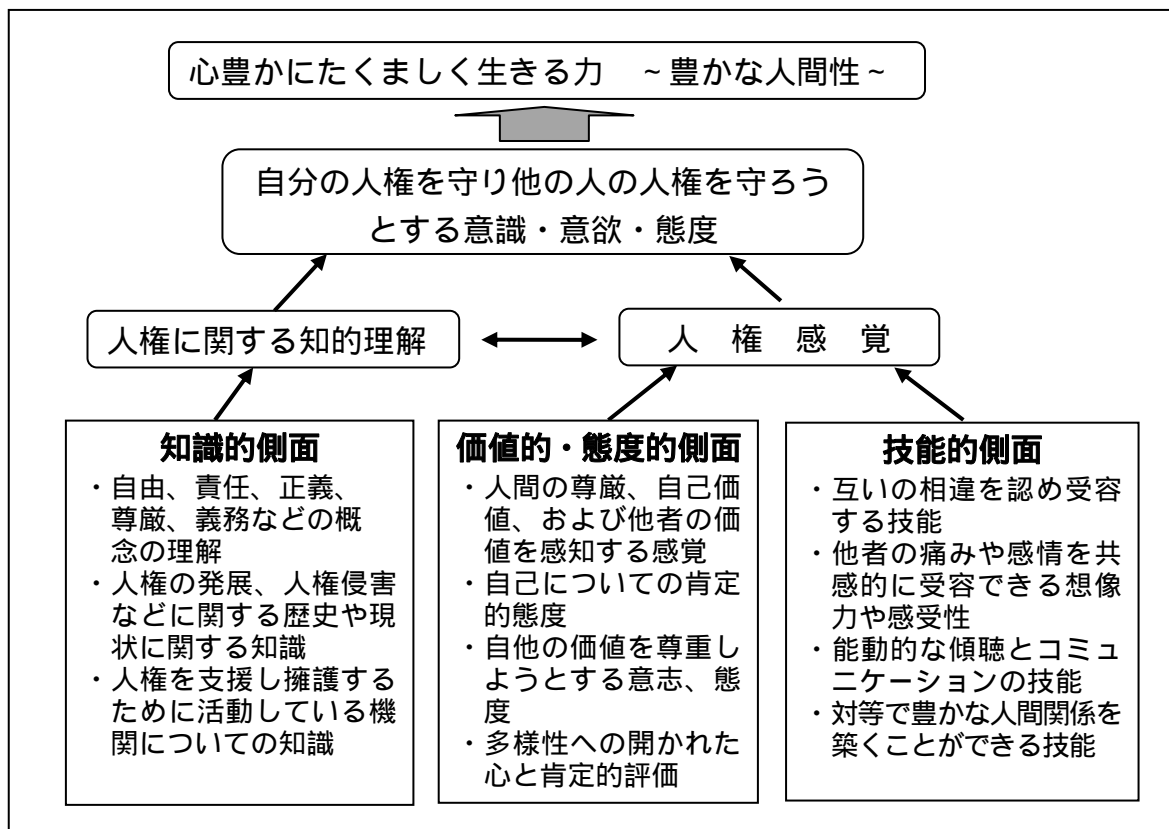 心豊かにたくましく生きる力　～豊かな人間性～
自分の人権を守り他の人の人権を守ろう
とする意識・意欲・態度
人権に関する知的理解
人　権　感　覚
知識的側面
・自由、責任、正義、
尊厳、義務などの概
念の理解
・人権の発展、人権侵害
などに関する歴史や現
状に関する知識
・人権を支援し擁護する
ために活動している機
関についての知識
価値的・態度的側面
・人間の尊厳、自己価
値、および他者の価
値を感知する感覚
・自己についての肯定
的態度
・自他の価値を尊重し
ようとする意志、態
度
・多様性への開かれた
心と肯定的評価
技能的側面
・互いの相違を認め受容
する技能
・他者の痛みや感情を共
感的に受容できる想像
力や感受性
・能動的な傾聴とコミュ
ニケーションの技能
・対等で豊かな人間関係を
築くことができる技能